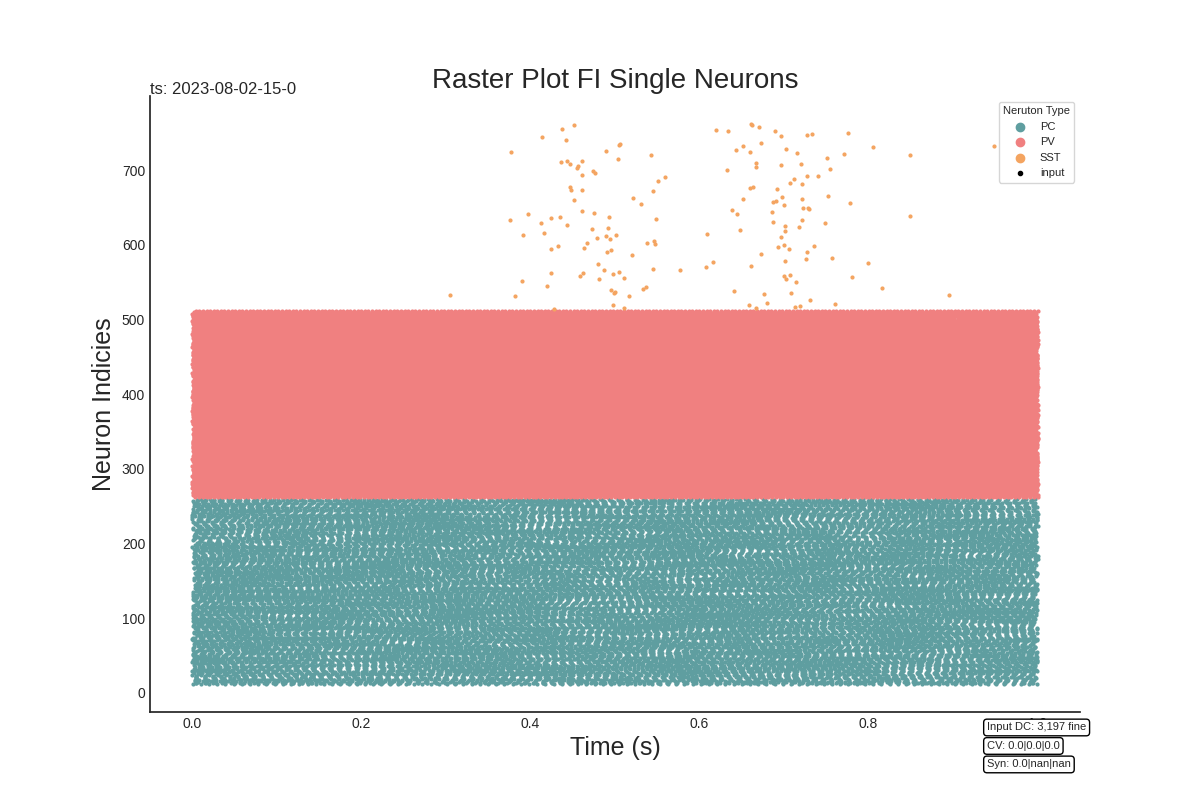 Raster Plot FI Single Neurons
ts: 2023-08-02-15-0
Neruton Type
PC
PV
SST
input
Neuron Indicies
700
600
500
400
300
200
100
0
0.0 0.2 0.4 0.6 0.8
Time (s)
Input DC: 3,197 fine
CV: 0.0|0.0|0.0
Syn: 0.0|nan|nan